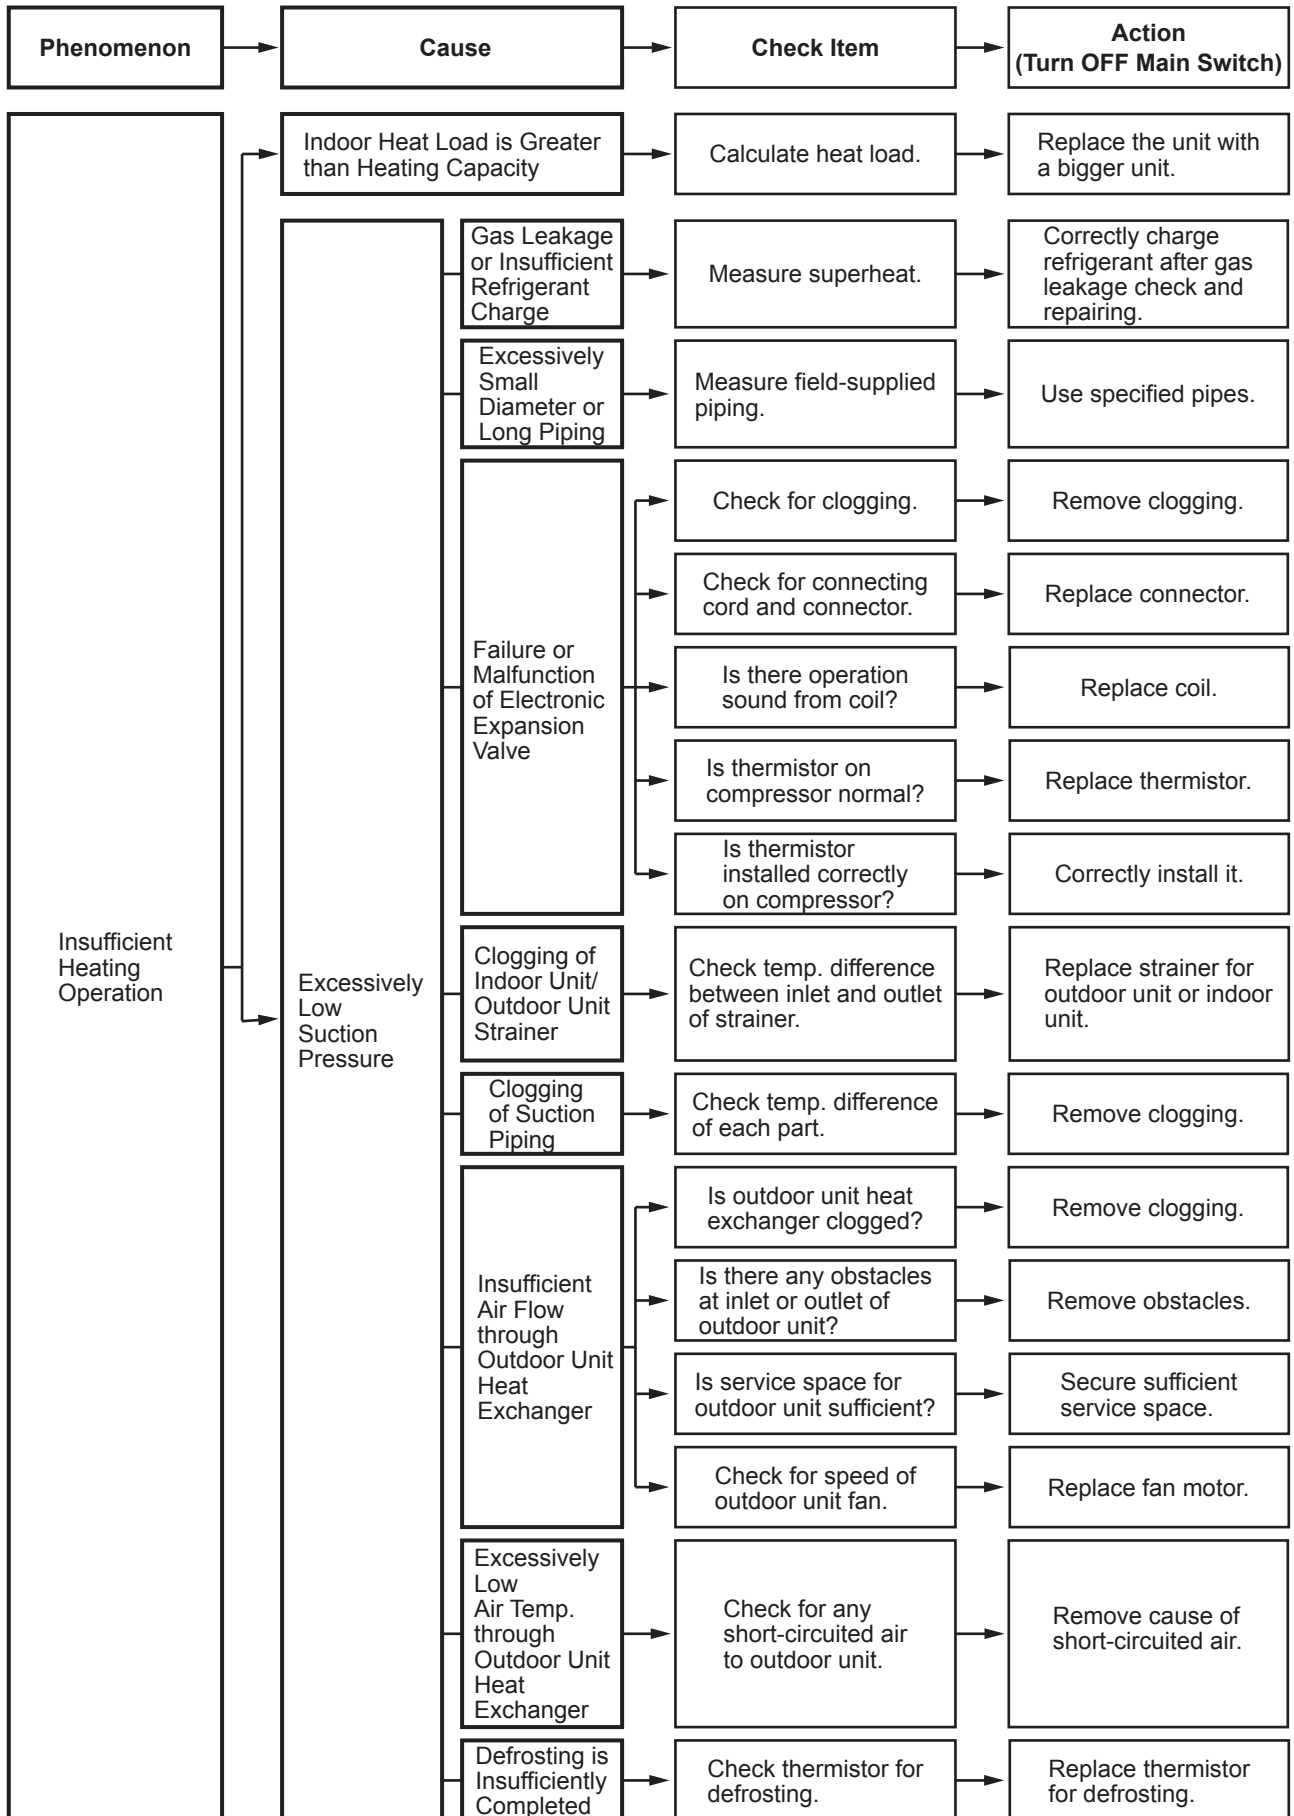 Phenomenon
Cause
Check Item
Action
(Turn OFF Main Switch)
Insufficient
Heating
Operation
Indoor Heat Load is Greater
than Heating Capacity
Calculate heat load.
Replace the unit with
a bigger unit.
Excessively
Low
Suction
Pressure
Gas Leakage
or Insufficient
Refrigerant
Charge
Measure superheat.
Correctly charge
refrigerant after gas
leakage check and
repairing.
Excessively
Small
Diameter or
Long Piping
Measure field-supplied
piping.
Use specified pipes.
Failure or
Malfunction
of Electronic
Expansion
Valve
Check for clogging.
Remove clogging.
Check for connecting
cord and connector.
Replace connector.
Is there operation
sound from coil?
Replace coil.
Is thermistor on
compressor normal?
Replace thermistor.
Is thermistor
installed correctly
on compressor?
Correctly install it.
Clogging of
Indoor Unit/
Outdoor Unit
Strainer
Check temp. difference
between inlet and outlet
of strainer.
Replace strainer for
outdoor unit or indoor
unit.
Clogging
of Suction
Piping
Check temp. difference
of each part.
Remove clogging.
Insufficient
Air Flow
through
Outdoor Unit
Heat
Exchanger
Is outdoor unit heat
exchanger clogged?
Remove clogging.
Is there any obstacles
at inlet or outlet of
outdoor unit?
Remove obstacles.
Is service space for
outdoor unit sufficient?
Secure sufficient
service space.
Check for speed of
outdoor unit fan.
Replace fan motor.
Excessively
Low
Air Temp.
through
Outdoor Unit
Heat
Exchanger
Check for any
short-circuited air
to outdoor unit.
Remove cause of
short-circuited air.
Defrosting is
Insufficiently
Completed
Check thermistor for
defrosting.
Replace thermistor
for defrosting.